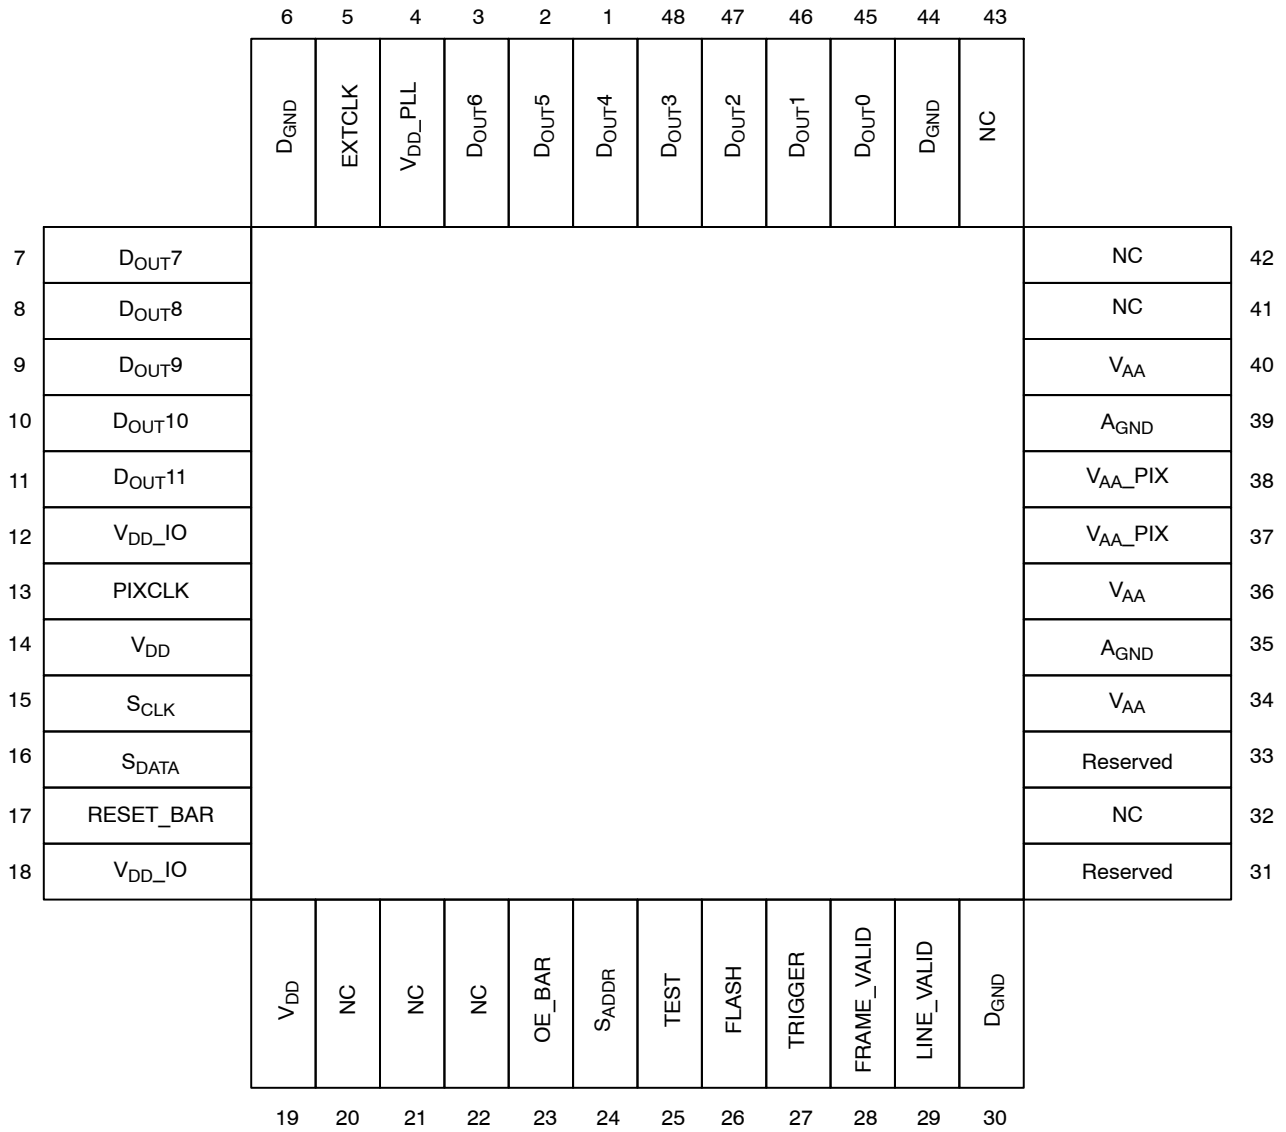 6 5 4 3 2 1 48 47 46 45 44 43
DGND
EXTCLK
VDD_PLL
DOUT6
DOUT5
DOUT4
DOUT3
DOUT2
DOUT1
DOUT0
DGND
NC
7 DOUT7
8 DOUT8
9 DOUT9
10 DOUT10
11 DOUT11
12 VDD_IO
13 PIXCLK
14 VDD
15 SCLK
16 SDATA
17 RESET_BAR
18 VDD_IO
NC 42
NC 41
VAA 40
AGND 39
VAA_PIX 38
VAA_PIX 37
VAA 36
AGND 35
VAA 34
Reserved 33
NC 32
Reserved 31
VDD
NC
NC
NC
OE_BAR
SADDR
TEST
FLASH
TRIGGER
FRAME_VALID
LINE_VALID
DGND
19 20 21 22 23 24 25 26 27 28 29 30